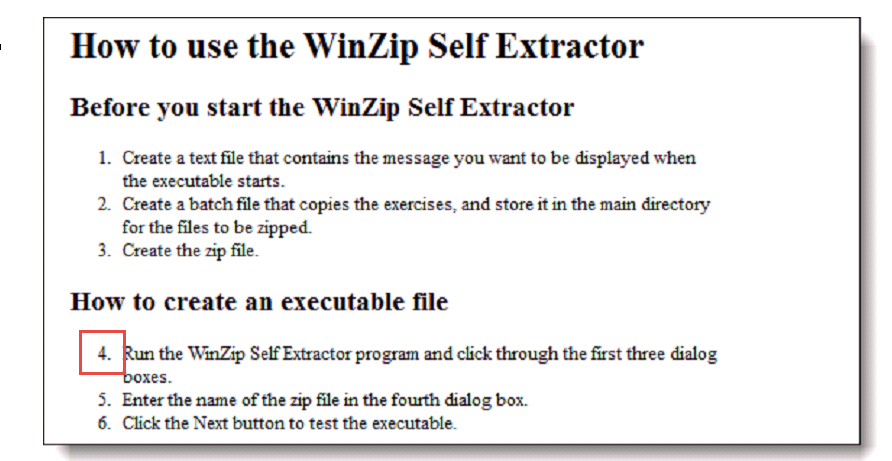 How to use the WinZip Self Extractor
Before you start the WinZip Self Extractor
1. Create a text file that contains the message you want to be displayed when
the executable starts.
2. Create a batch file that copies the exercises, and store it in the main directory
for the files to be zipped.
3. Create the zip file.
How to create an executable file
4. Run the WinZip Self Extractor program and click through the first three dialog
boxes.
5. Enter the name of the zip file in the fourth dialog box.
6. Click the Next button to test the executable.